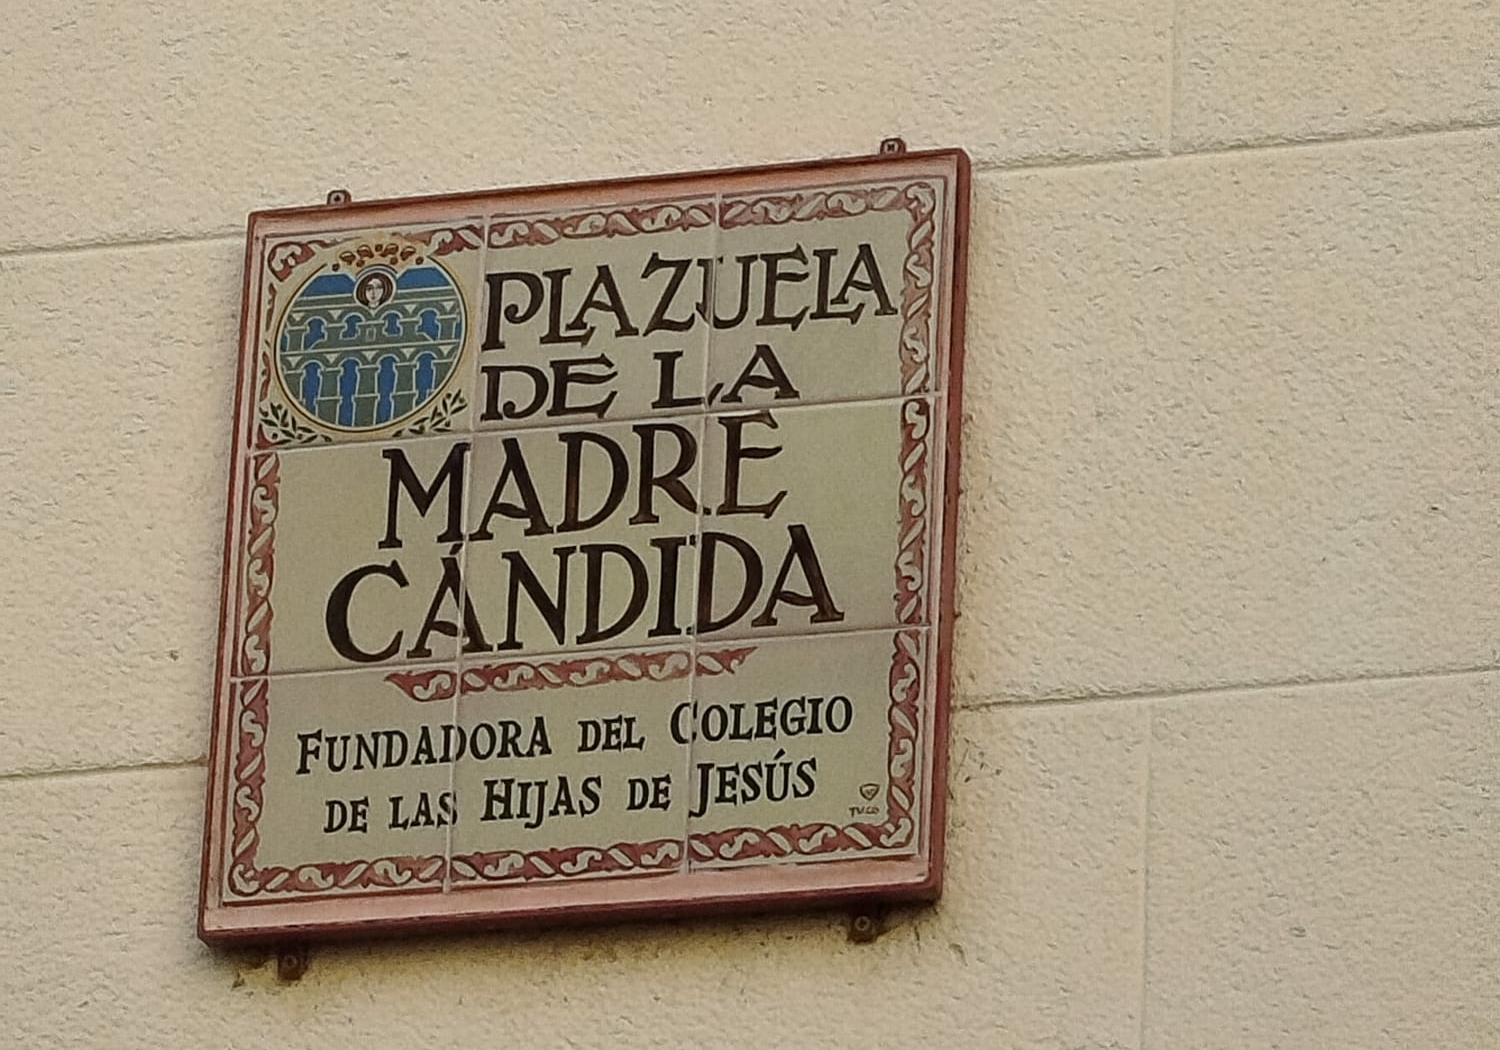 PLAZUELA
DE LA
MADRE
CÁNDIDA
FUNDADORA DEL COLEGIO
DE LAS HIJAS DE JESÚS